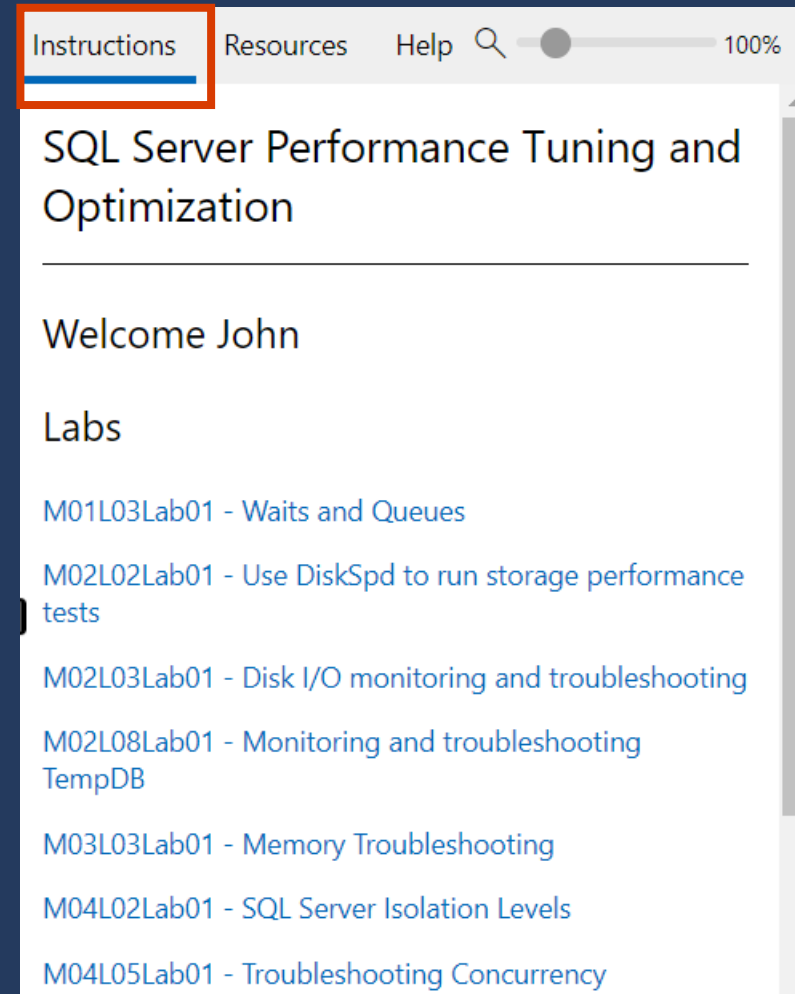 Instructions Resources Help 100%
SQL Server Performance Tuning and
Optimization
Welcome John
Labs
M01L03Lab01 - Waits and Queues
M02L02Lab01 - Use DiskSpd to run storage performance
tests
M02L03Lab01 - Disk I/O monitoring and troubleshooting
M02L08Lab01 - Monitoring and troubleshooting
TempDB
M03L03Lab01 - Memory Troubleshooting
M04L02Lab01 - SQL Server Isolation Levels
M04L05Lab01 - Troubleshooting Concurrency